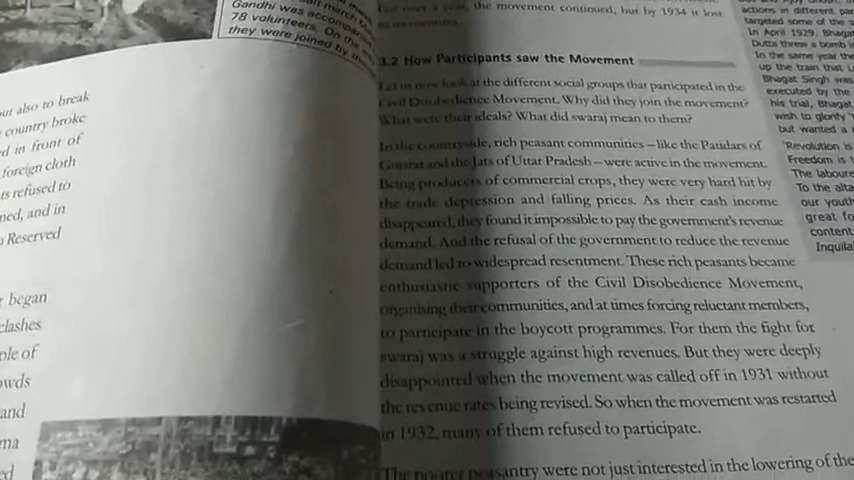 Gandhi was accompan
78 volunteers. On the
they were joined by th
out also to break
country broke
d in front of
foreign cloth
ts refused to
ned, and in
Reserved
began
clashes
ple of
owds
and
ma
ed
the movement continued, but by 1934 it lost
3.2 How Participants saw the Movement
Let us now look at the different social groups that participated in the
Civil Disobedience Movement. Why did they join the movement?
What were their ideals? What did swaraj mean to them?
In the countryside, rich peasant communities – like the Patidars of
Gujarat and the Jats of Uttar Pradesh – were active in the movement.
Being producers of commercial crops, they were very hard hit by
the trade depression and falling prices. As their cash income
disappeared, they found it impossible to pay the government's revenue
demand. And the refusal of the government to reduce the revenue
demand led to widespread resentment. These rich peasants became
enthusiastic supporters of the Civil Disobedience Movement,
organising their communities, and at times forcing reluctant members,
to participate in the boycott programmes. For them the fight for
swaraj was a struggle against high revenues. But they were deeply
disappointed when the movement was called off in 1931 without
the revenue rates being revised. So when the movement was restarted
in 1932, many of them refused to participate.
The poorer peasantry were not just interested in the lowering of the
actions in different par
targeted some of the
In April 1929, Bhagat
Dutta threw a bomb in
In the same year the
up the train that L
Bhagat Singh was
executed by the
his trial, Bhagat
wish to glorify
but wanted a
'Revolution is
Freedom is
The laboure
To the alta
our youth
great fo
content
Inquila